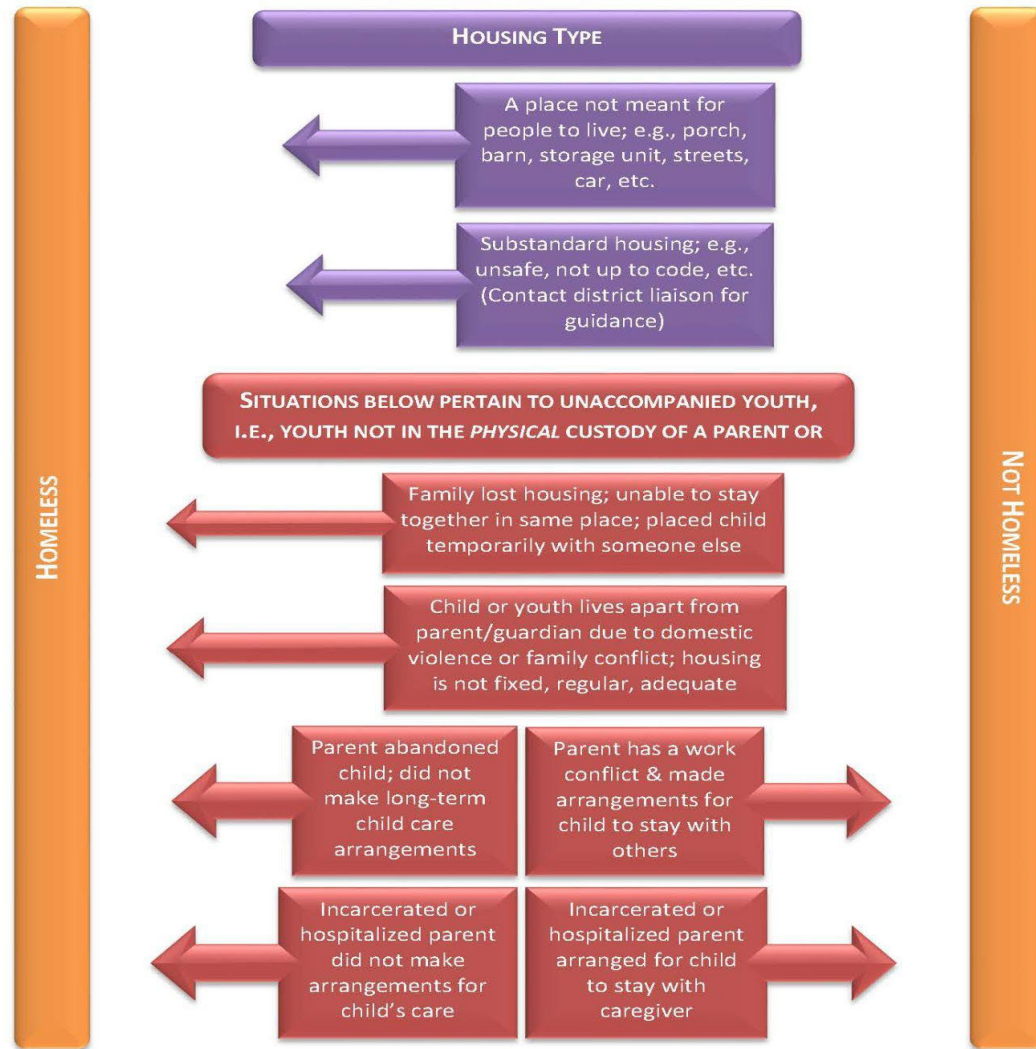 HOUSING TYPE
A place not meant for
people to live; e.g., porch,
barn, storage unit, streets,
car, etc.
Substandard housing; e.g.,
unsafe, not up to code, etc.
(Contact district liaison for
guidance)
SITUATIONS BELOW PERTAIN TO UNACCOMPANIED YOUTH,
I.E., YOUTH NOT IN THE PHYSICAL CUSTODY OF A PARENT OR
Family lost housing; unable to stay
together in same place; placed child
temporarily with someone else
Child or youth lives apart from
parent/guardian due to domestic
violence or family conflict; housing
is not fixed, regular, adequate
Parent abandoned
child; did not
make long-term
child care
arrangements
Parent has a work
conflict & made
arrangements for
child to stay with
others
Incarcerated or
hospitalized parent
did not make
arrangements for
child's care
Incarcerated or
hospitalized parent
arranged for child
to stay with
caregiver
HOMELESS
NOT HOMELESS